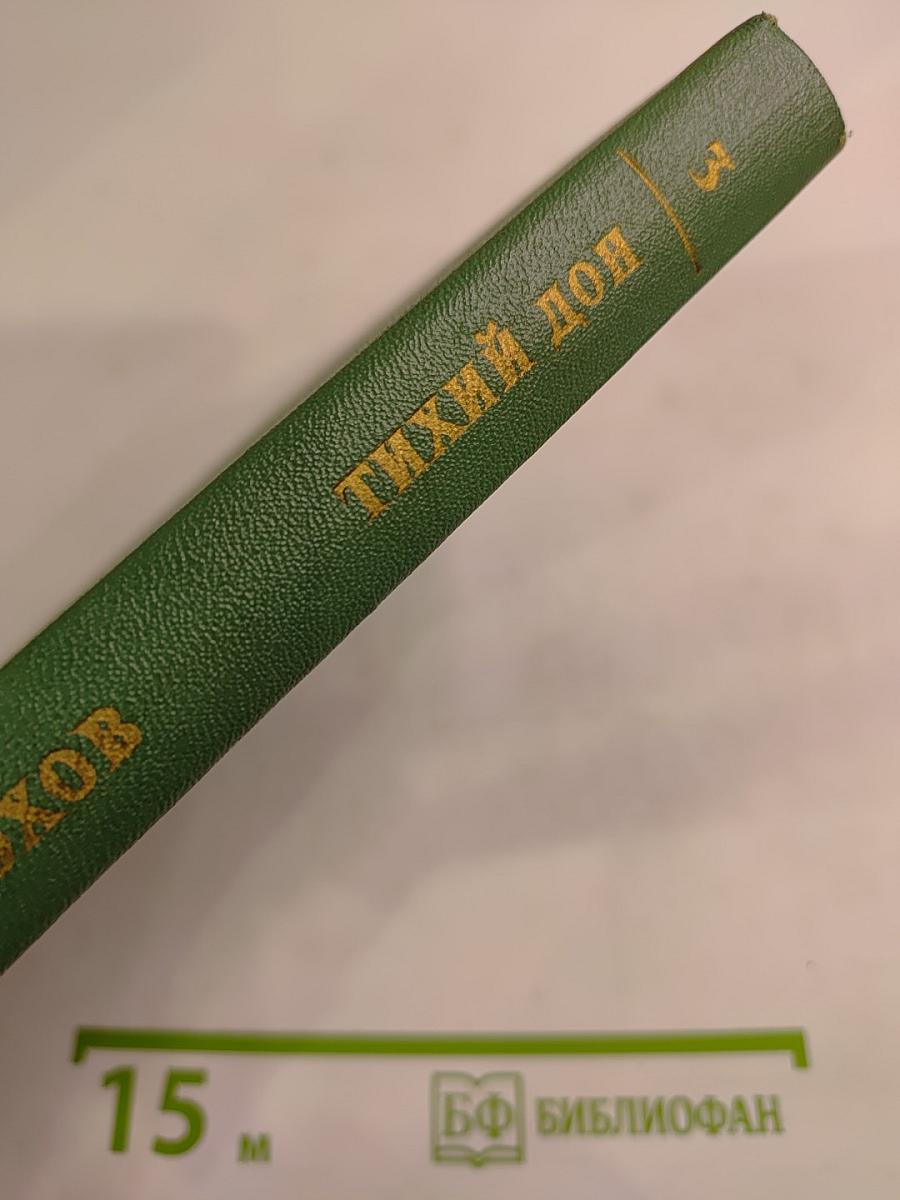 3
ТИХИЙ ДОН
ОХОВ
15 м
БФ БИБЛИОФАН